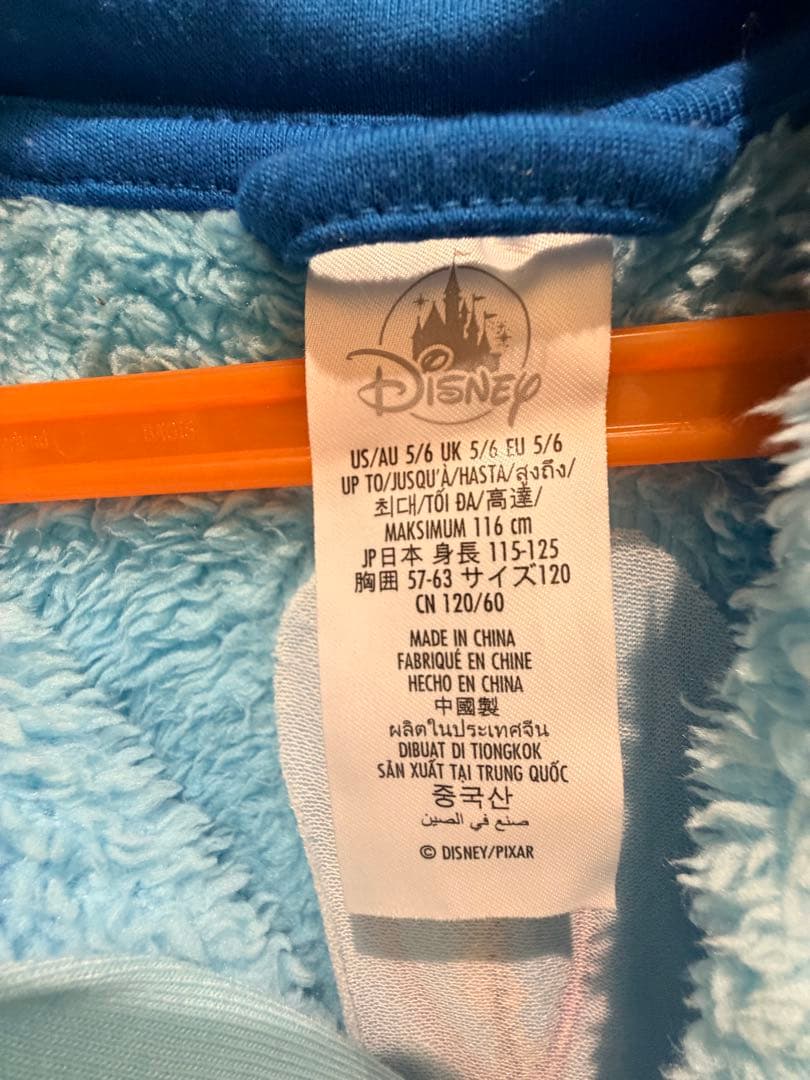 Disney
US/AU 5/6 UK 5/6 EU 5/6
UP TO/JUSQU'À/HASTA/สูงถึง/
최대/TỐI ĐA/高達/
MAKSIMUM 116 cm
JP日本 身長 115-125
胸囲 57-63 サイズ120
CN 120/60
MADE IN CHINA
FABRIQUÉ EN CHINE
HECHO EN CHINA
中國製
ผลิตในประเทศจีน
DIBUAT DI TIONGKOK
SẢN XUẤT TẠI TRUNG QUỐC
중국산
صنع في الصين
© DISNEY/PIXAR